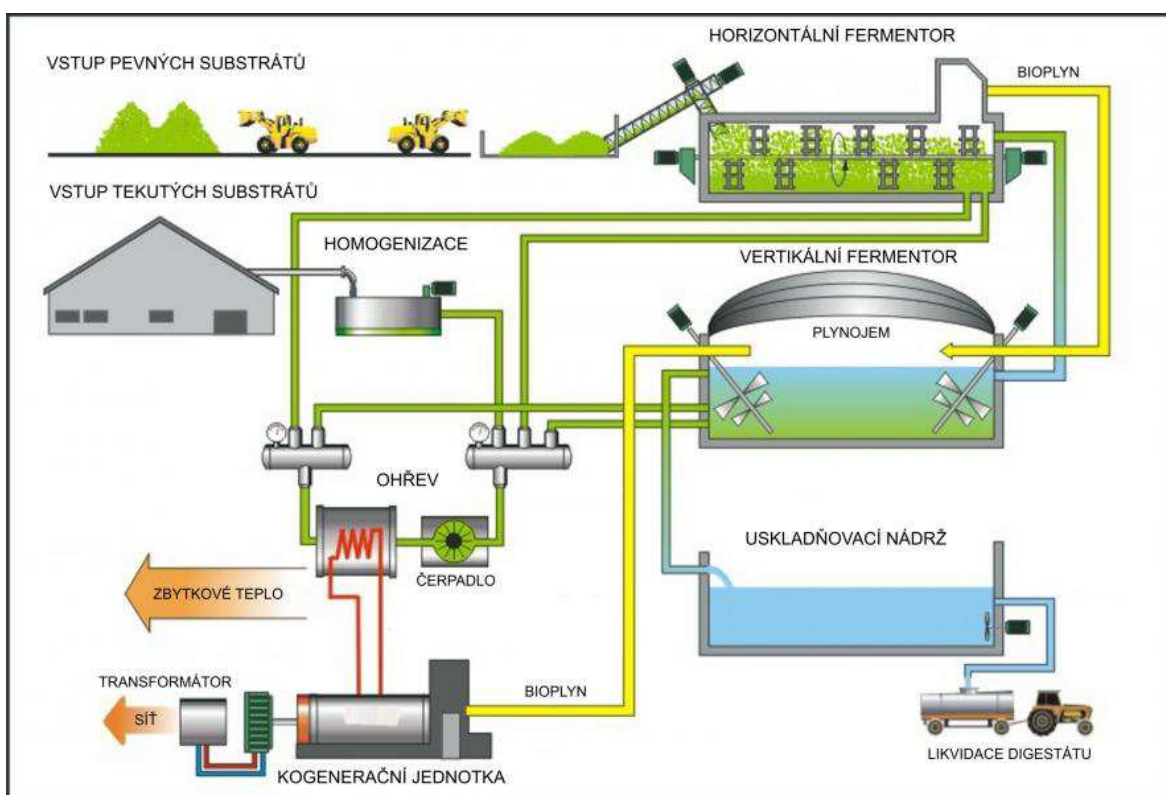 HORIZONTÁLNÍ FERMENTOR
VSTUP PEVNÝCH SUBSTRÁTŮ
BIOPLYN
VSTUP TEKUTÝCH SUBSTRÁTŮ
HOMOGENIZACE
VERTIKÁLNÍ FERMENTOR
PLYNOJEM
OHŘEV
ČERPADLO
USKLADŇOVACÍ NÁDRŽ
ZBYTKOVÉ TEPLO
TRANSFORMÁTOR
BIOPLYN
SÍŤ
KOGENERAČNÍ JEDNOTKA
LIKVIDACE DIGESTÁTU